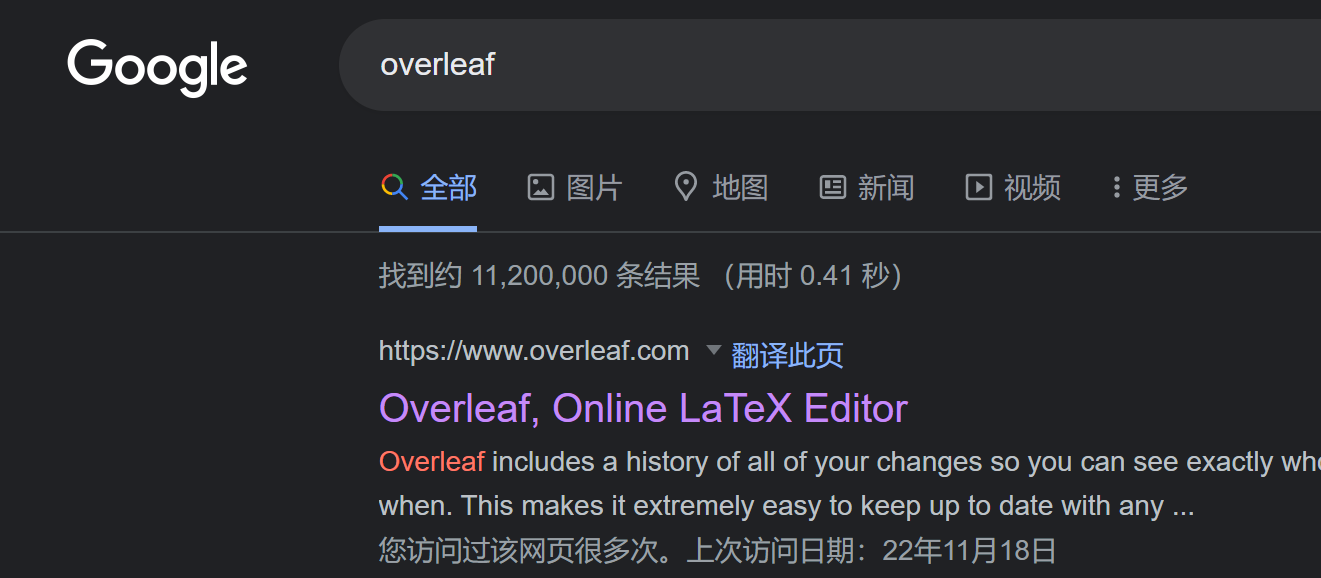 Google
overleaf
全部 图片 地图 新闻 视频 更多
找到约 11,200,000 条结果 （用时 0.41 秒）
https://www.overleaf.com 翻译此页
Overleaf, Online LaTeX Editor
Overleaf includes a history of all of your changes so you can see exactly
when. This makes it extremely easy to keep up to date with any ...
您访问过该网页很多次。上次访问日期：22年11月18日